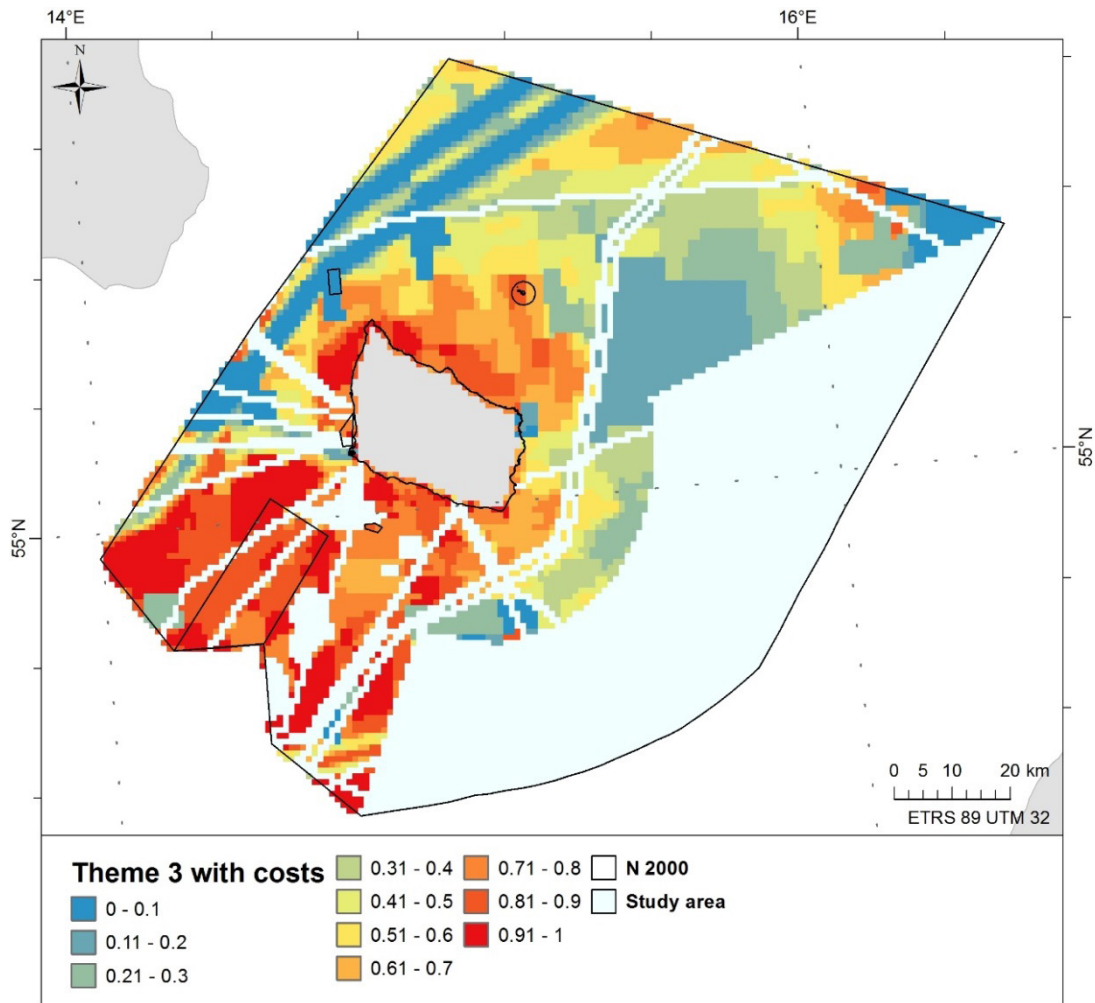 14°E 16°E
N
55°N
55°N
0 5 10 20 km
ETRS 89 UTM 32
Theme 3 with costs
0 - 0.1
0.11 - 0.2
0.21 - 0.3
0.31 - 0.4
0.41 - 0.5
0.51 - 0.6
0.61 - 0.7
0.71 - 0.8
0.81 - 0.9
0.91 - 1
N 2000
Study area